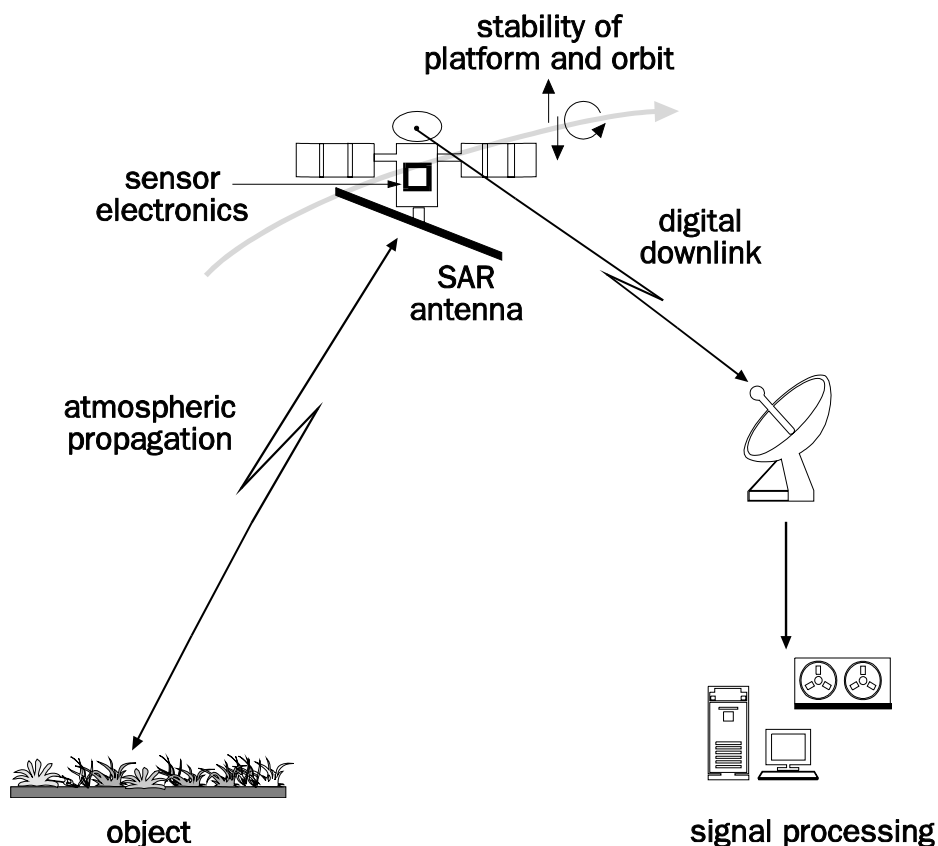 stability of
platform and orbit
sensor
electronics
digital
downlink
SAR
antenna
atmospheric
propagation
object
signal processing